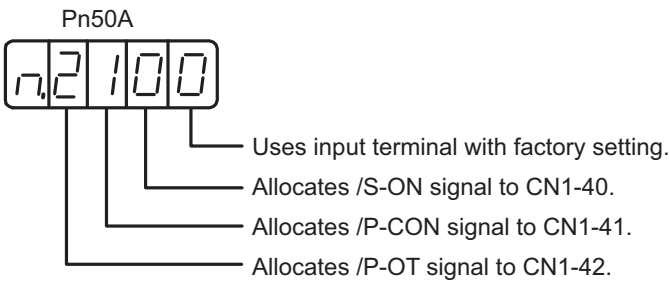 Pn50A
n.2100
Uses input terminal with factory setting.
Allocates /S-ON signal to CN1-40.
Allocates /P-CON signal to CN1-41.
Allocates /P-OT signal to CN1-42.